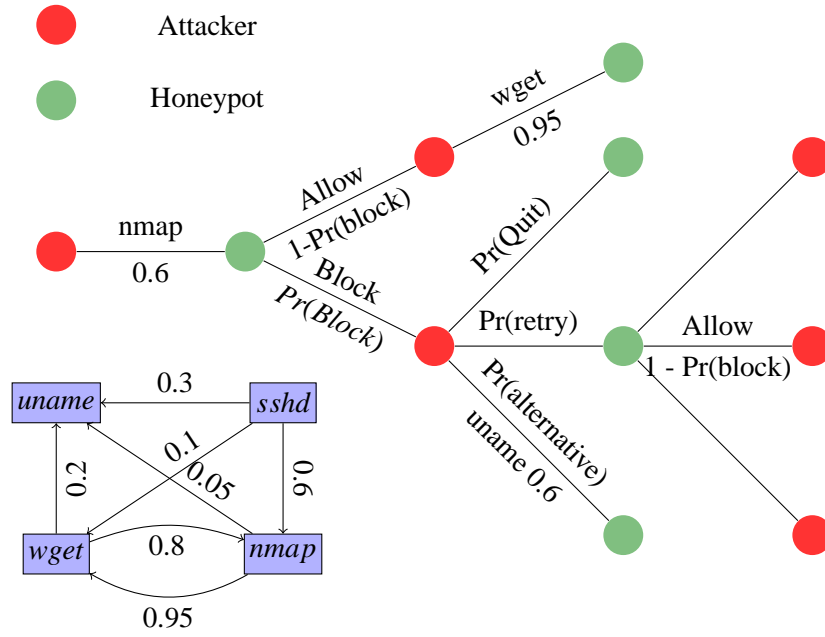 Attacker
Honeypot
wget
0.95
Allow
1-Pr(block)
nmap
0.6
Block
Pr(Block)
Pr(Quit)
Pr(retry)
Allow
1 - Pr(block)
Pr(alternative)
uname 0.6
uname
0.3
sshd
0.1
0.05
0.2
0.6
wget
0.8
nmap
0.95